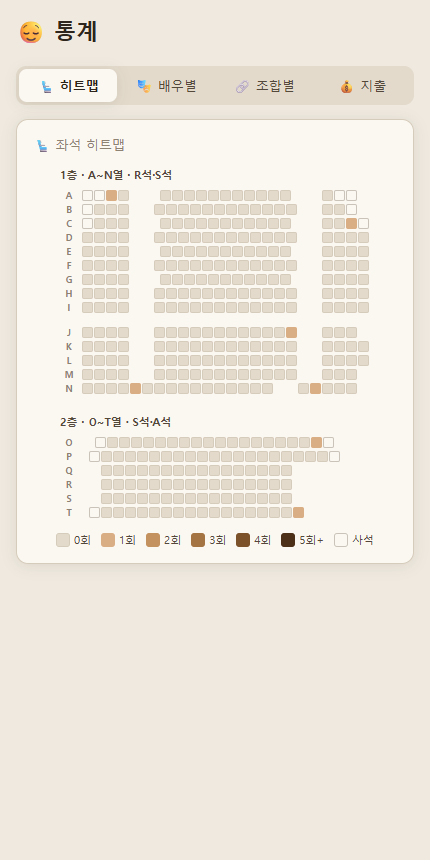 통계
히트맵 배우별 조합별 지출
좌석 히트맵
1층 · A~N열 · R석·S석
A
B
C
D
E
F
G
H
I
J
K
L
M
N
2층 · O~T열 · S석·A석
O
P
Q
R
S
T
0회 1회 2회 3회 4회 5회+ 사석